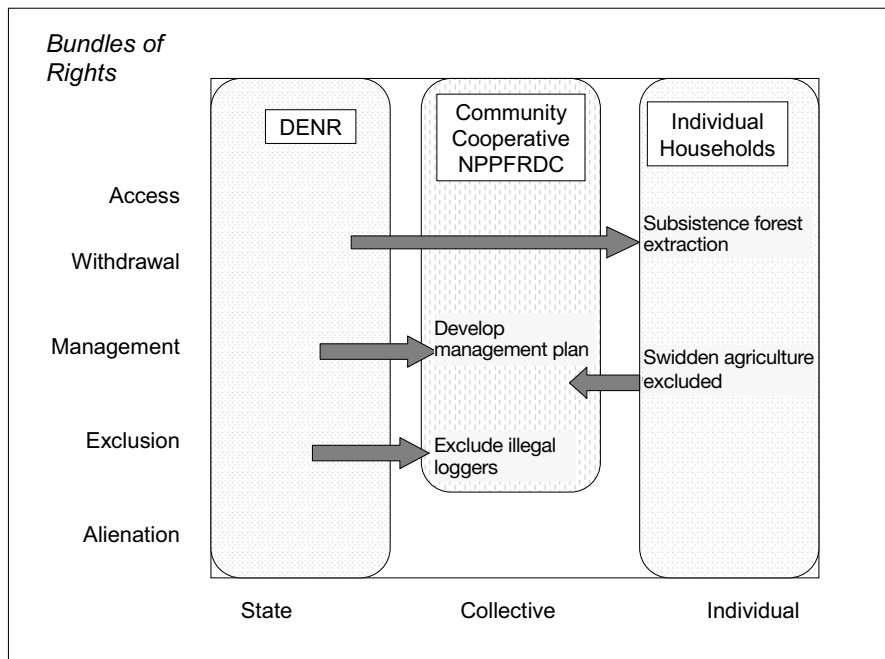 Bundles of
Rights
DENR
Community
Cooperative
NPPFRDC
Individual
Households
Access
Subsistence forest
extraction
Withdrawal
Management
Develop
management plan
Swidden agriculture
excluded
Exclusion
Exclude illegal
loggers
Alienation
State
Collective
Individual